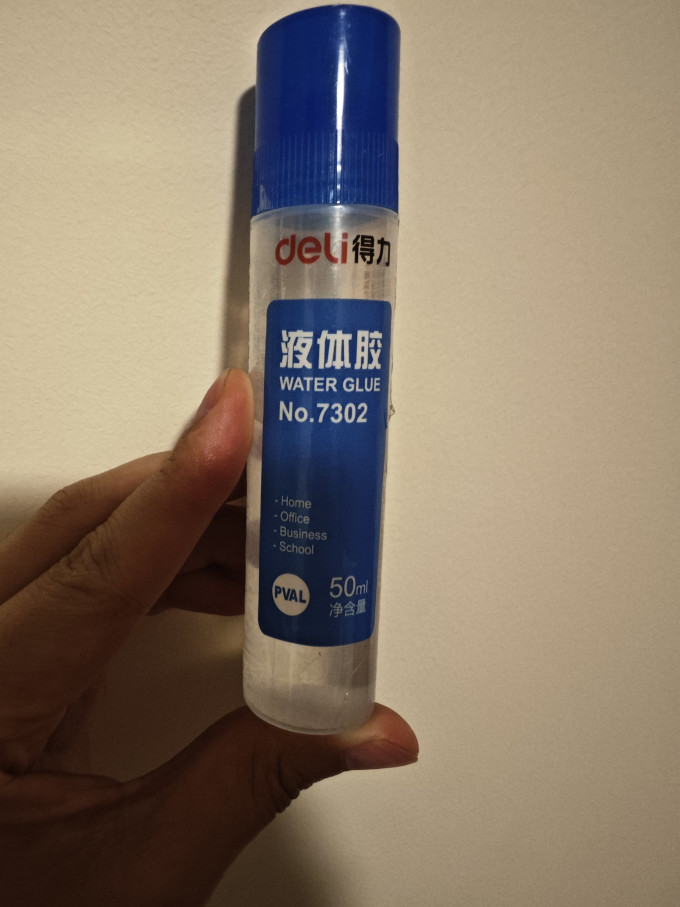 deli得力
液体胶
WATER GLUE
No.7302
- Home
- Office
- Business
- School
PVAL
50ml
净含量